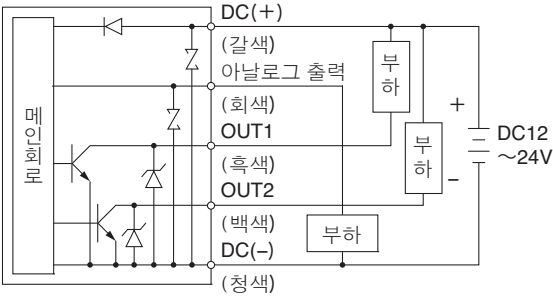 DC(+)
(갈색)
아날로그 출력
(회색)
OUT1
(흑색)
OUT2
(백색)
DC(−)
(청색)
메인회로
부하
부하
부하
+
−
DC12
～24V